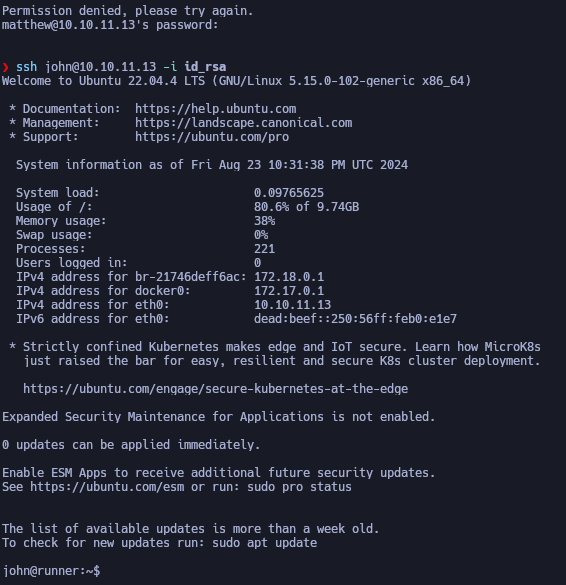 Permission denied, please try again.
matthew@10.10.11.13's password:
❯ ssh john@10.10.11.13 -i id_rsa
Welcome to Ubuntu 22.04.4 LTS (GNU/Linux 5.15.0-102-generic x86_64)
* Documentation:  https://help.ubuntu.com
* Management:     https://landscape.canonical.com
* Support:        https://ubuntu.com/pro
System information as of Fri Aug 23 10:31:38 PM UTC 2024
System load:                      0.09765625
Usage of /:                       80.6% of 9.74GB
Memory usage:                     38%
Swap usage:                       0%
Processes:                        221
Users logged in:                  0
IPv4 address for br-21746deff6ac: 172.18.0.1
IPv4 address for docker0:         172.17.0.1
IPv4 address for eth0:            10.10.11.13
IPv6 address for eth0:            dead:beef::250:56ff:feb0:e1e7
* Strictly confined Kubernetes makes edge and IoT secure. Learn how MicroK8s
just raised the bar for easy, resilient and secure K8s cluster deployment.
https://ubuntu.com/engage/secure-kubernetes-at-the-edge
Expanded Security Maintenance for Applications is not enabled.
0 updates can be applied immediately.
Enable ESM Apps to receive additional future security updates.
See https://ubuntu.com/esm or run: sudo pro status
The list of available updates is more than a week old.
To check for new updates run: sudo apt update
john@runner:~$